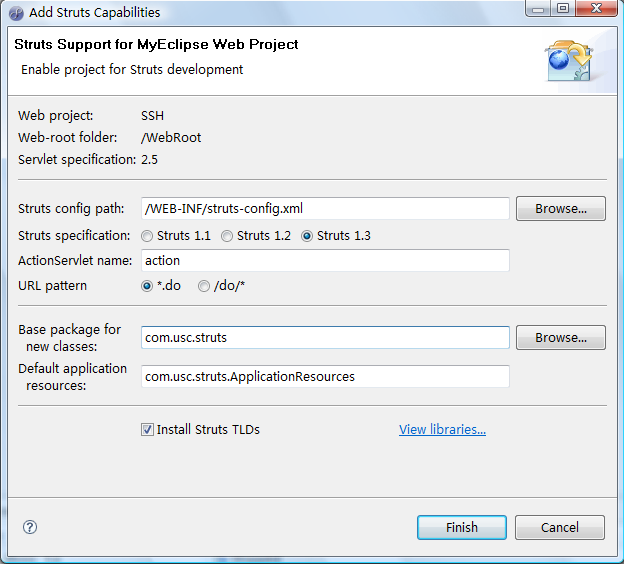 Add Struts Capabilities
Struts Support for MyEclipse Web Project
Enable project for Struts development
Web project: SSH
Web-root folder: /WebRoot
Servlet specification: 2.5
Struts config path: /WEB-INF/struts-config.xml Browse...
Struts specification: Struts 1.1 Struts 1.2 Struts 1.3
ActionServlet name: action
URL pattern *.do /do/*
Base package for
new classes: com.usc.struts Browse...
Default application
resources: com.usc.struts.ApplicationResources
Install Struts TLDs View libraries...
? Finish Cancel